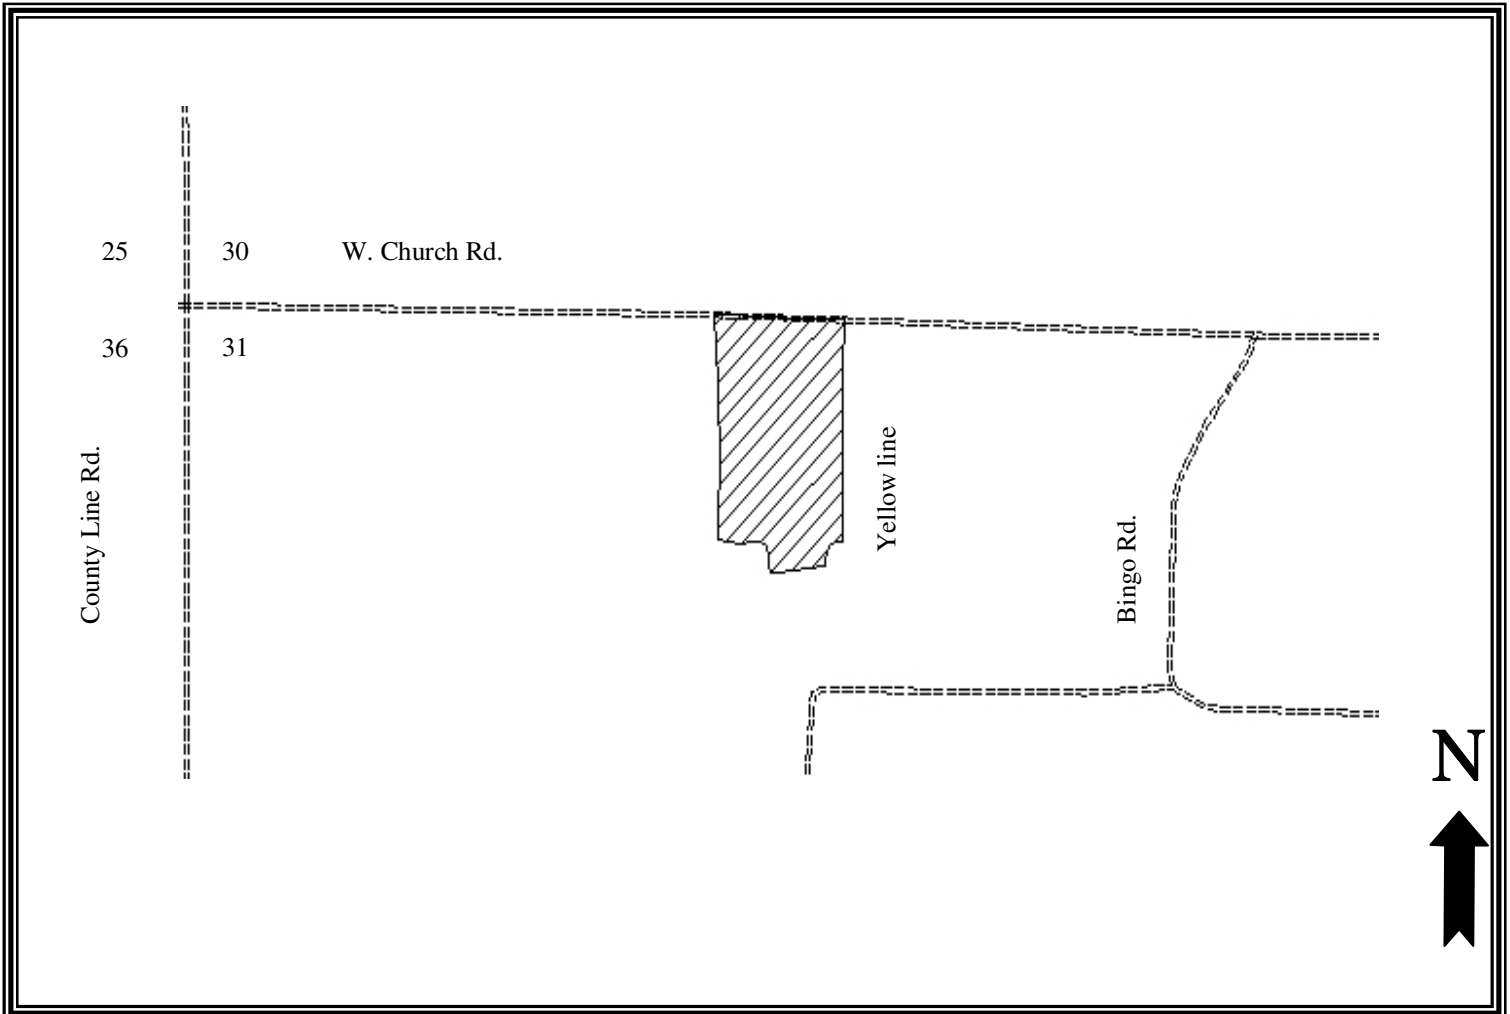 25 30 W. Church Rd.
36 31
County Line Rd.
Yellow line
Bingo Rd.
N